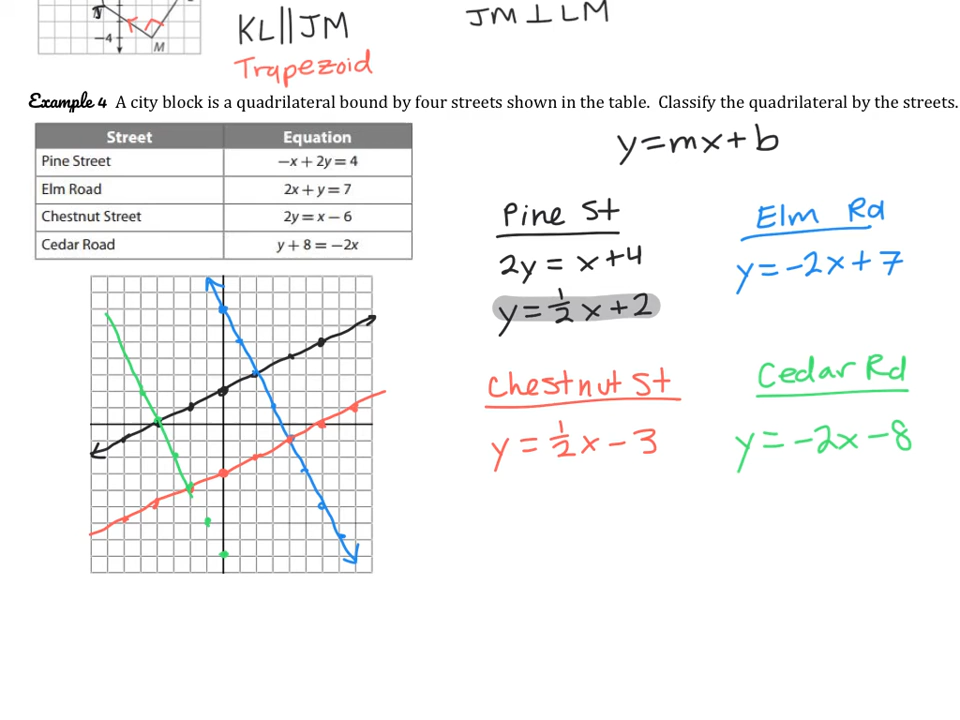 -4
M
KL||JM
JM⊥LM
Trapezoid
Example 4 A city block is a quadrilateral bound by four streets shown in the table. Classify the quadrilateral by the streets.
Street Equation
Pine Street −x + 2y = 4
Elm Road 2x + y = 7
Chestnut Street 2y = x − 6
Cedar Road y + 8 = −2x
y=mx+b
Pine St
2y = x+4
y = 1/2 x + 2
Elm Rd
y=-2x+7
Chestnut St
y = 1/2 x - 3
Cedar Rd
y = -2x - 8